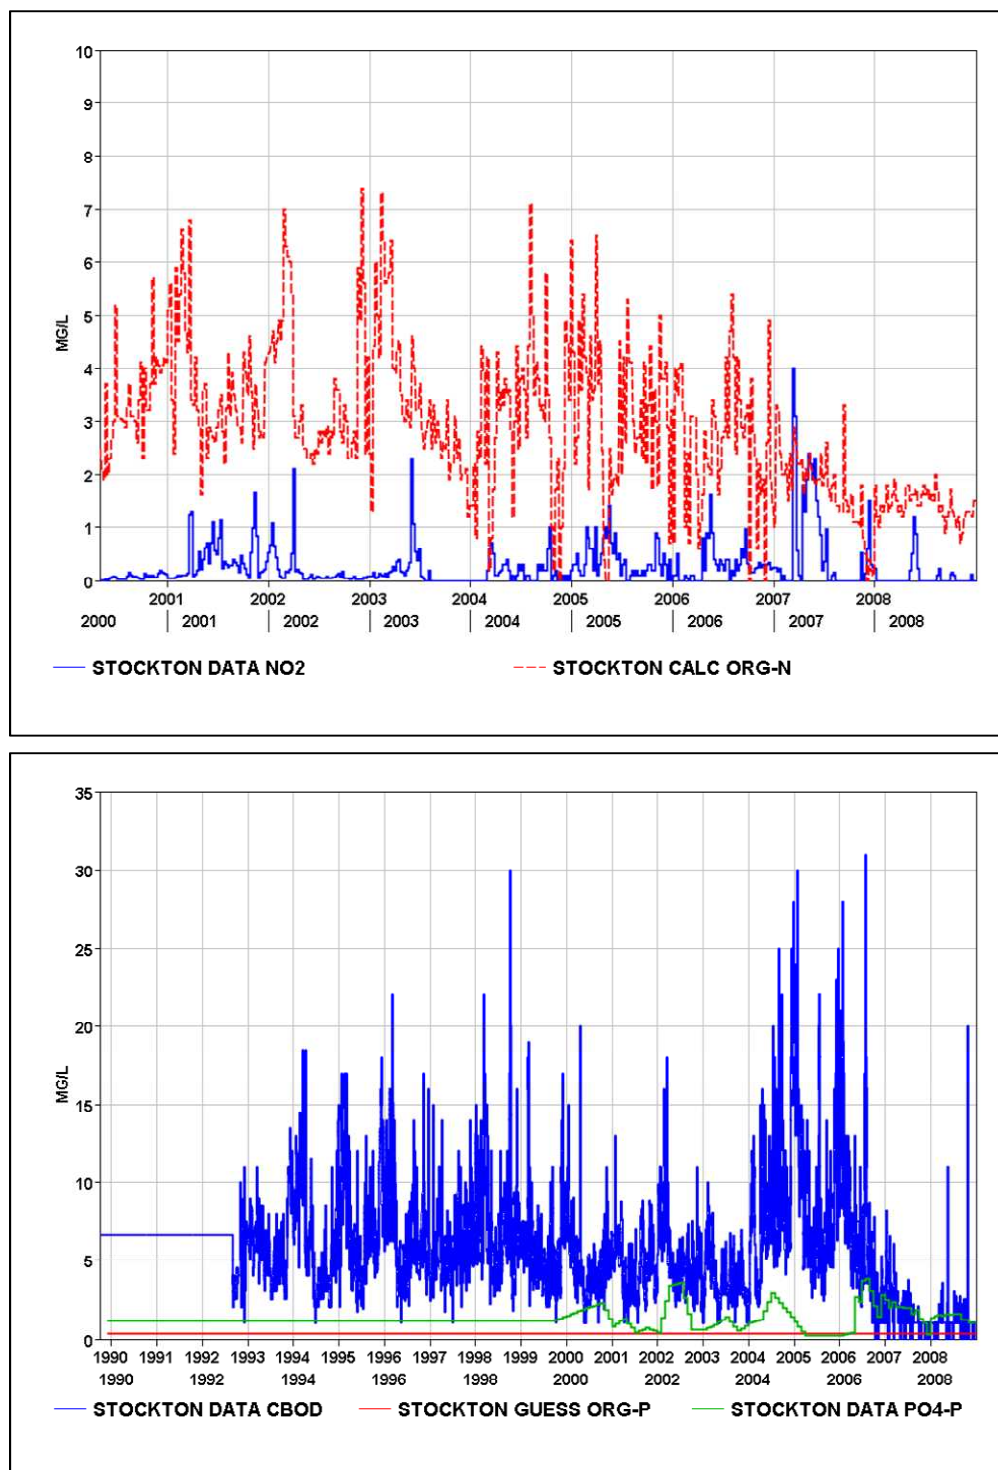 10
9
8
7
6
5
4
3
2
1
0
MG/L
2001 2002 2003 2004 2005 2006 2007 2008
2000 2001 2002 2003 2004 2005 2006 2007 2008
STOCKTON DATA NO2 STOCKTON CALC ORG-N
35
30
25
20
15
10
5
0
MG/L
1990 1991 1992 1993 1994 1995 1996 1997 1998 1999 2000 2001 2002 2003 2004 2005 2006 2007 2008
1990 1992 1994 1996 1998 2000 2002 2004 2006 2008
STOCKTON DATA CBOD STOCKTON GUESS ORG-P STOCKTON DATA PO4-P